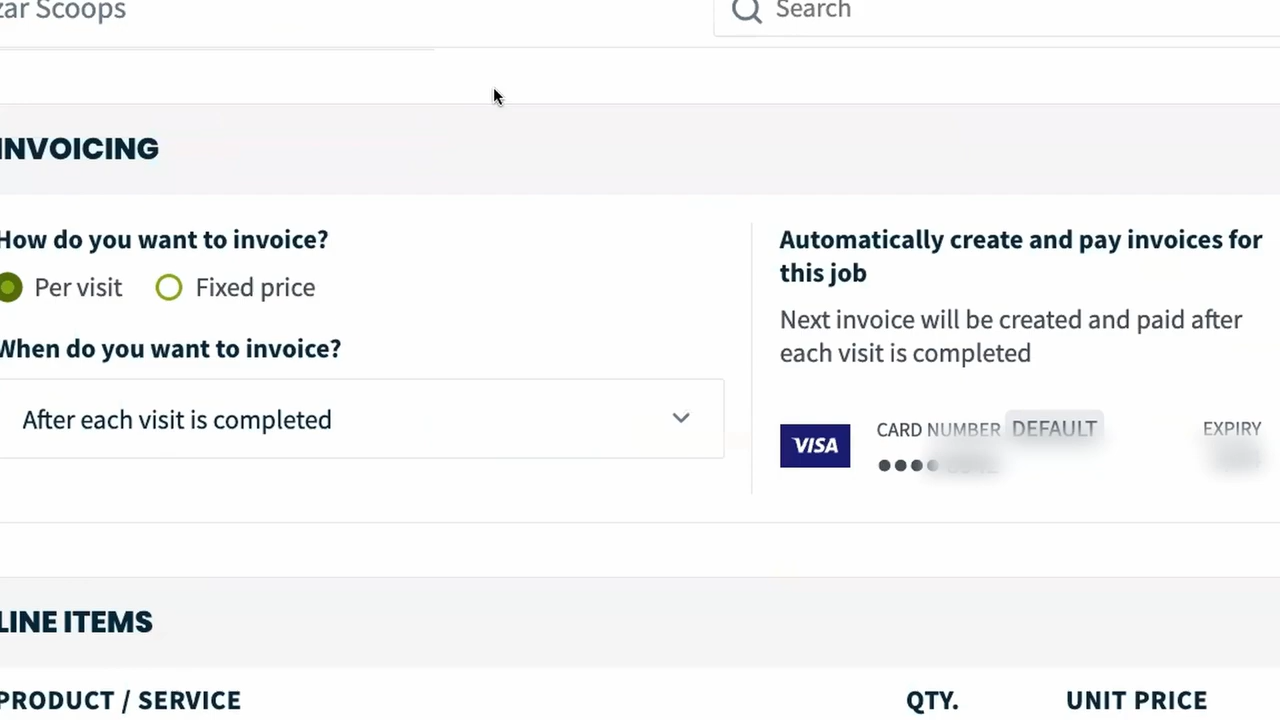 zar Scoops
Search
INVOICING
How do you want to invoice?
Per visit
Fixed price
When do you want to invoice?
After each visit is completed
Automatically create and pay invoices for
this job
Next invoice will be created and paid after
each visit is completed
VISA
CARD NUMBER DEFAULT
EXPIRY
••••
LINE ITEMS
PRODUCT / SERVICE
QTY.
UNIT PRICE